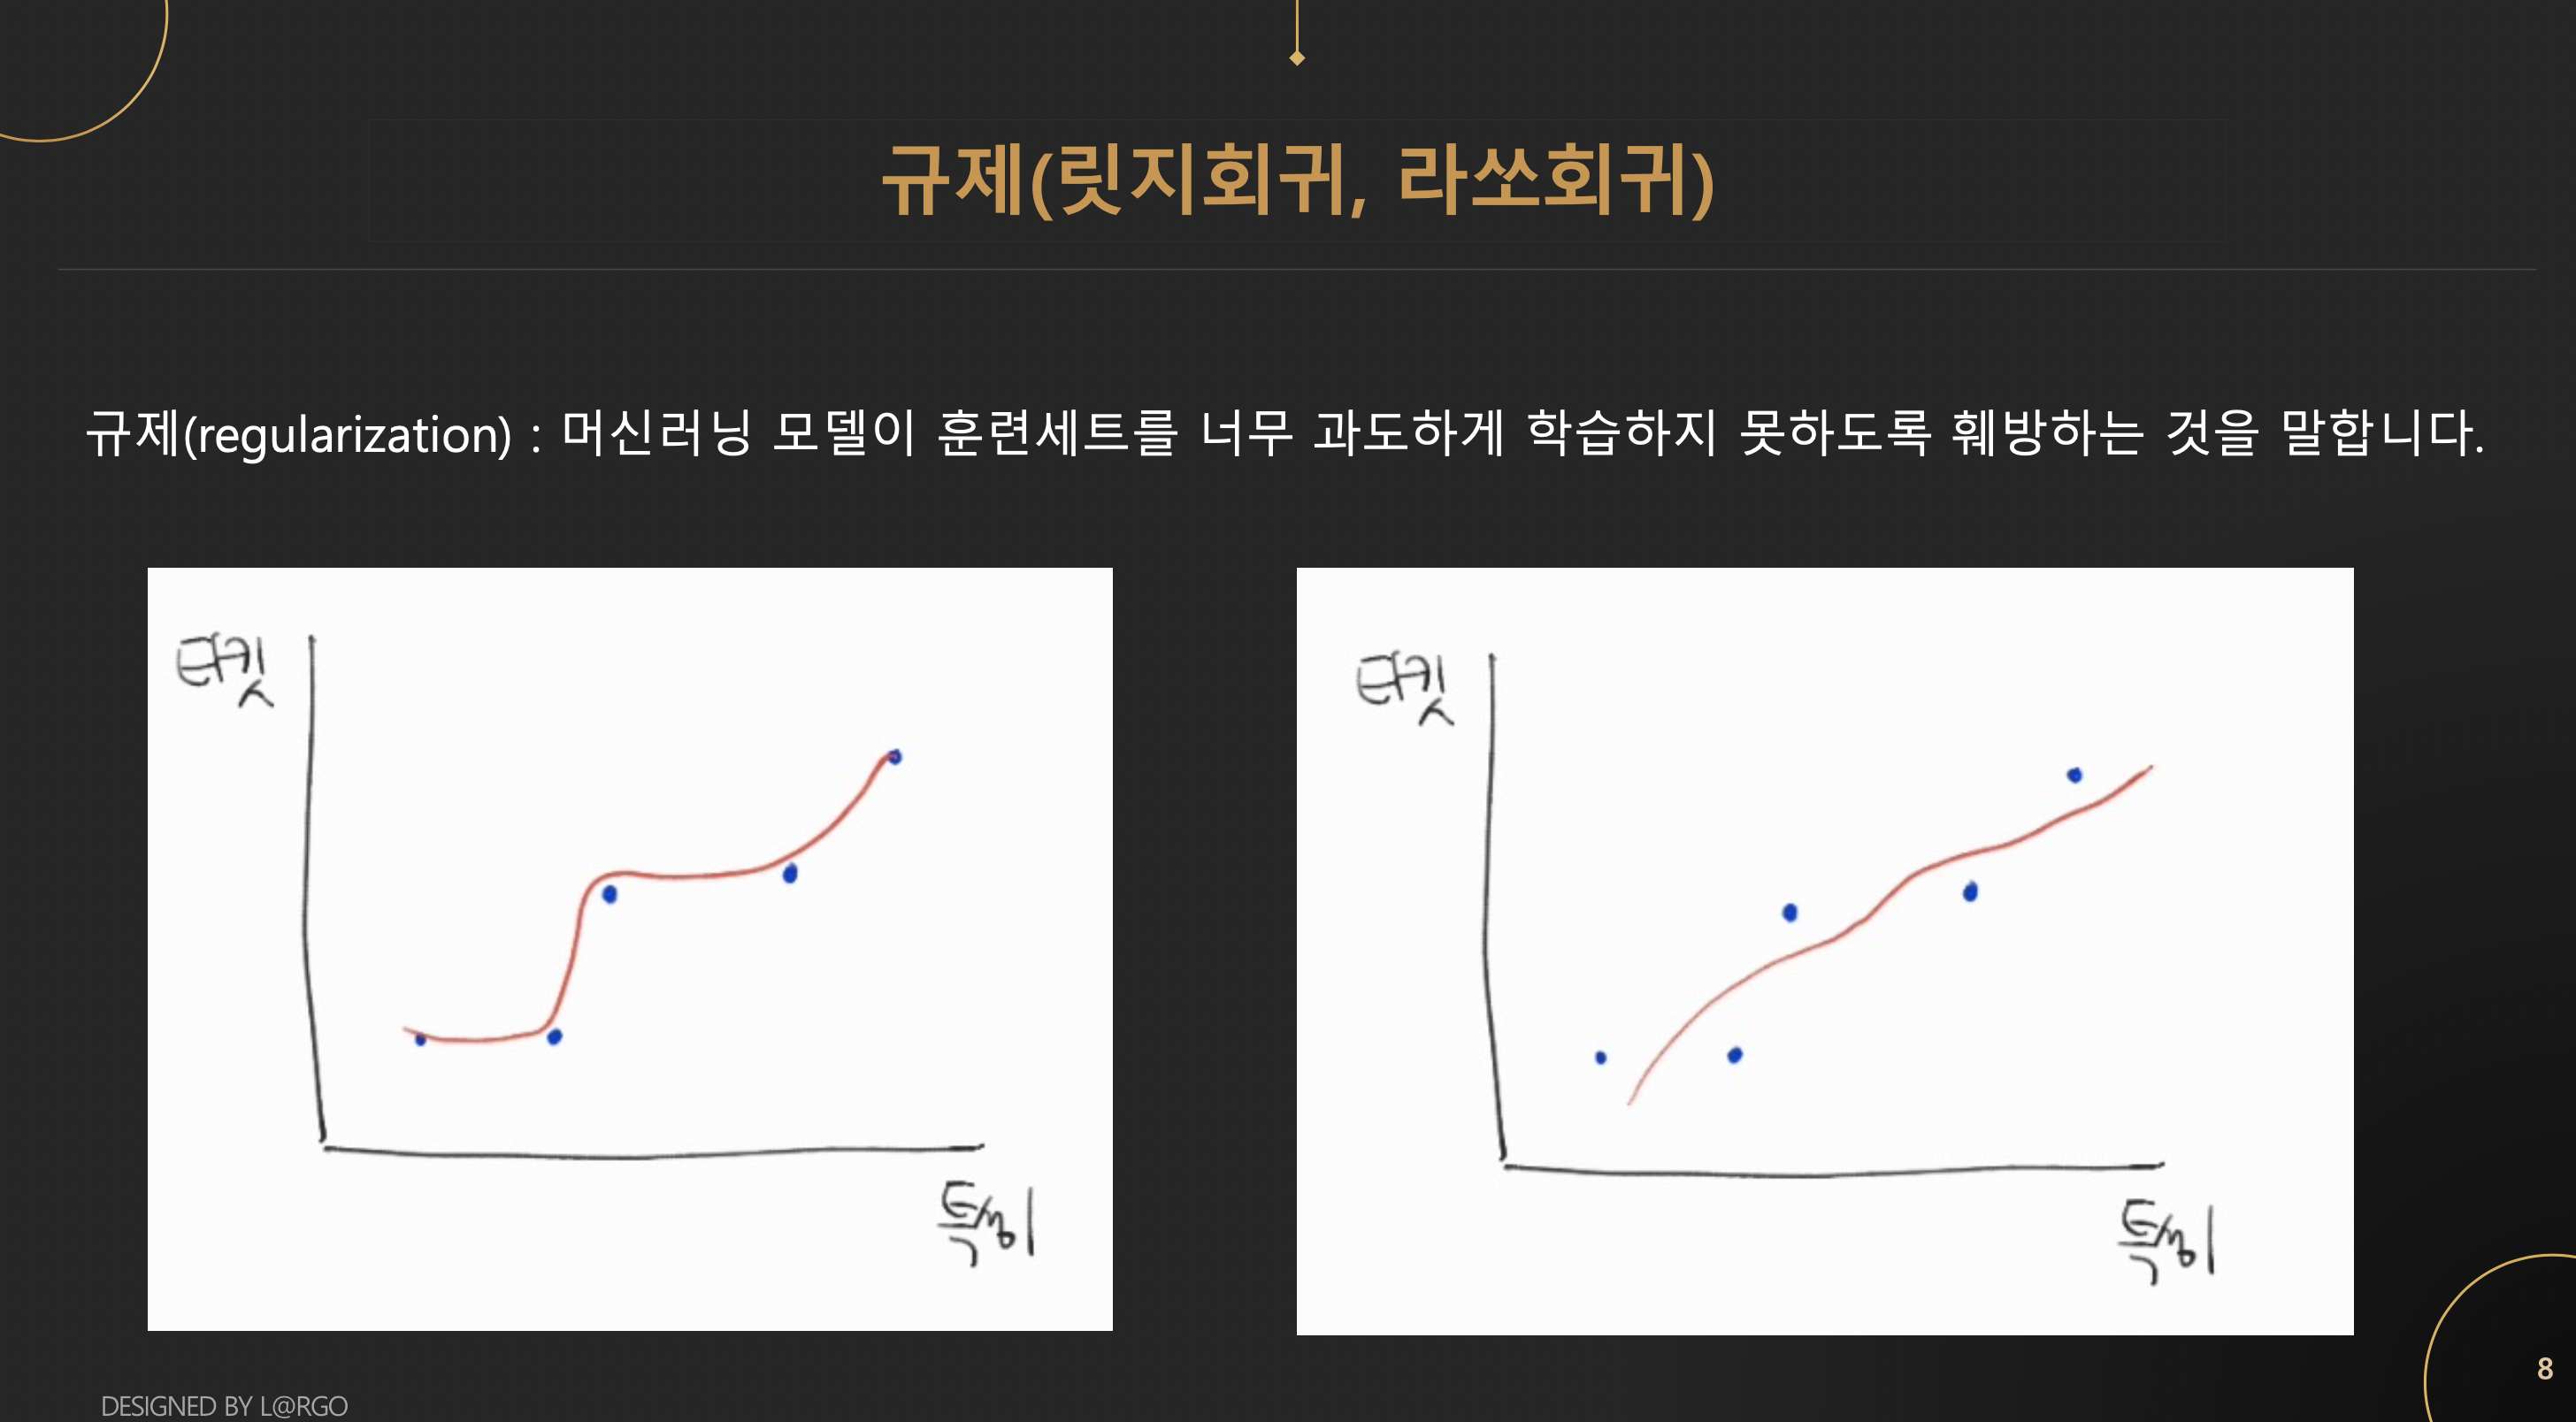 규제(릿지회귀, 라쏘회귀)
규제(regularization) : 머신러닝 모델이 훈련세트를 너무 과도하게 학습하지 못하도록 훼방하는 것을 말합니다.
타깃
타깃
특성
특성
8
DESIGNED BY L@RGO